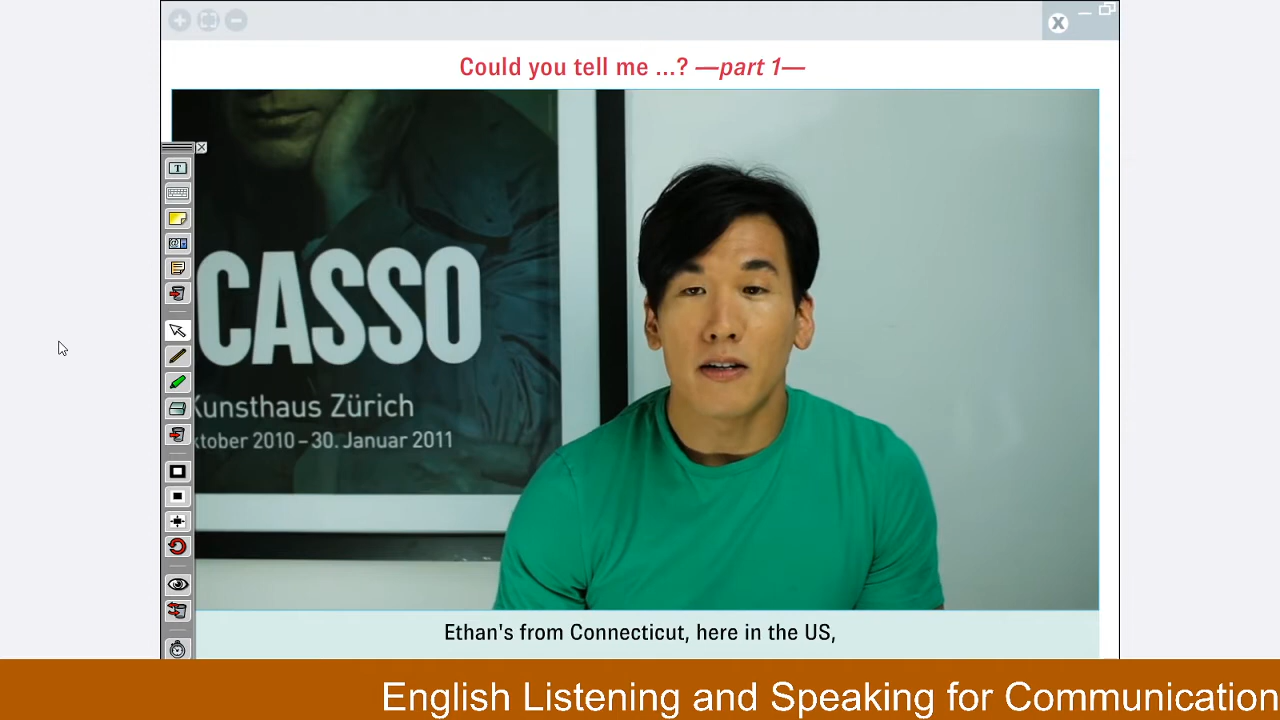 Could you tell me ...? —part 1—
CASSO
Kunsthaus Zürich
ktober 2010 – 30. Januar 2011
Ethan's from Connecticut, here in the US,
English Listening and Speaking for Communication